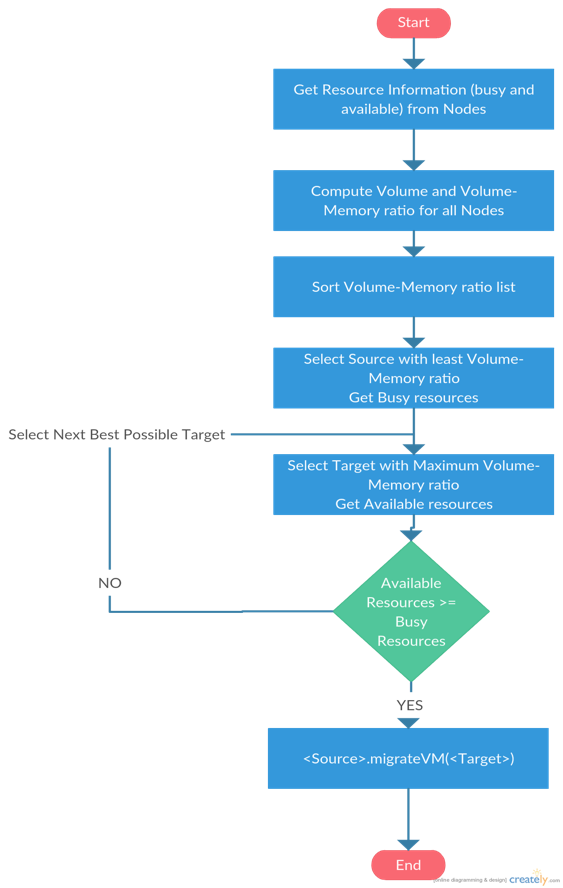 Start
Get Resource Information (busy and
available) from Nodes
Compute Volume and Volume-
Memory ratio for all Nodes
Sort Volume-Memory ratio list
Select Source with least Volume-
Memory ratio
Get Busy resources
Select Next Best Possible Target
Select Target with Maximum Volume-
Memory ratio
Get Available resources
Available
Resources >=
Busy
Resources
NO
YES
<Source>.migrateVM(<Target>)
End
[online diagramming & design] creately.com